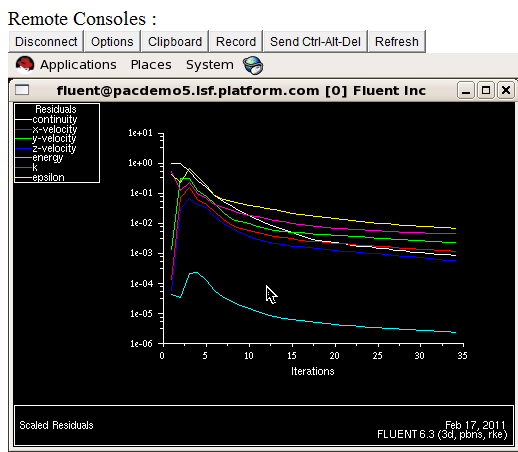 Remote Consoles :
Disconnect Options Clipboard Record Send Ctrl-Alt-Del Refresh
Applications Places System
fluent@pacdemo5.lsf.platform.com [0] Fluent Inc
Residuals
continuity
x-velocity
y-velocity
z-velocity
energy
k
epsilon
1e+01
1e+00
1e-01
1e-02
1e-03
1e-04
1e-05
1e-06
0 5 10 15 20 25 30 35
Iterations
Scaled Residuals
Feb 17, 2011
FLUENT 6.3 (3d, pbns, rke)